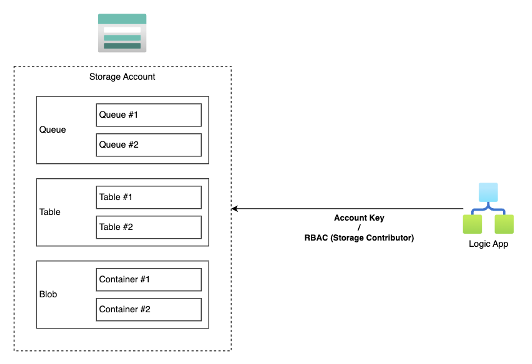 Storage Account
Queue
Queue #1
Queue #2
Table
Table #1
Table #2
Blob
Container #1
Container #2
Account Key
/
RBAC (Storage Contributor)
Logic App